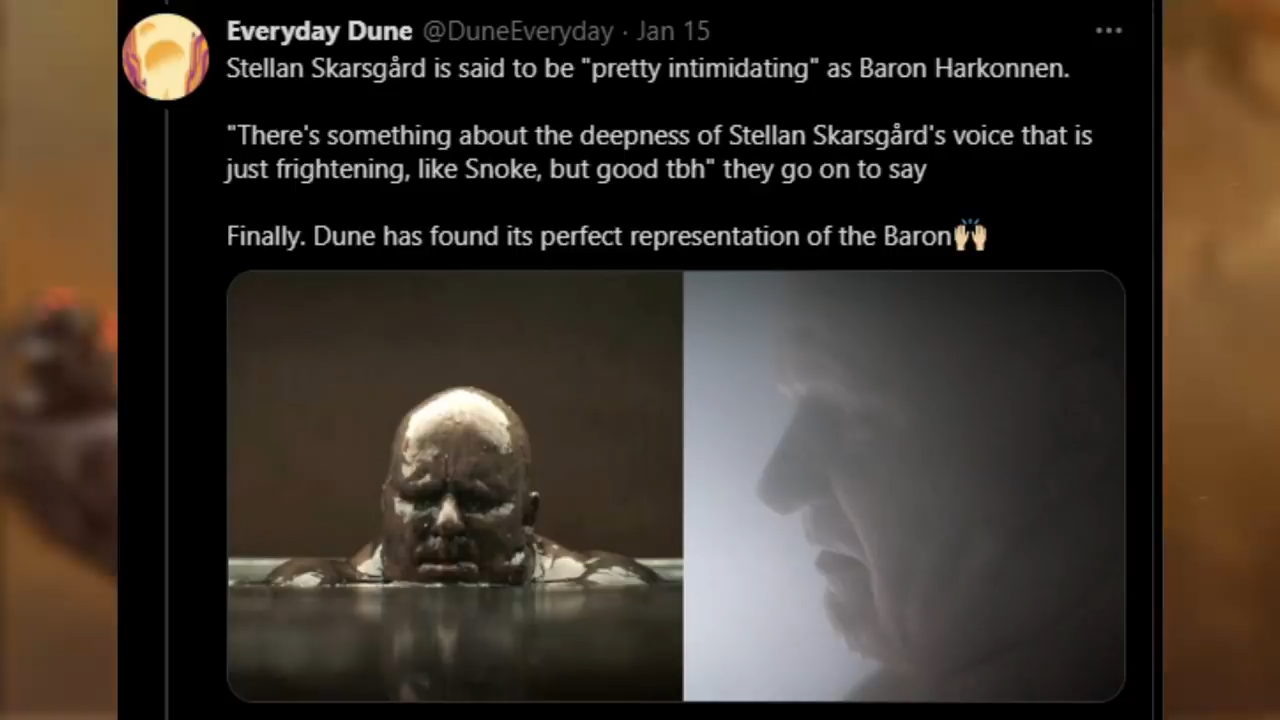 Everyday Dune @DuneEveryday · Jan 15 ···
Stellan Skarsgård is said to be "pretty intimidating" as Baron Harkonnen.
"There's something about the deepness of Stellan Skarsgård's voice that is
just frightening, like Snoke, but good tbh" they go on to say
Finally. Dune has found its perfect representation of the Baron🙌🏼